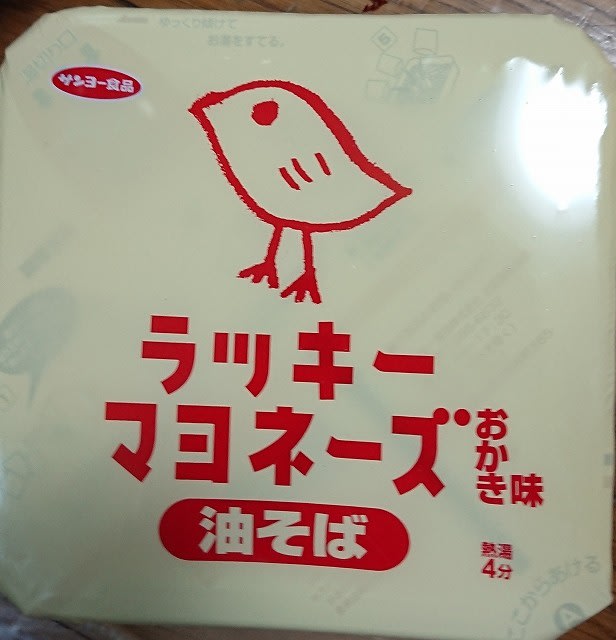 ゆっくり傾けて
お湯をすてる。
サンヨー食品
ラッキー
マヨネーズ
おかき味
油そば
熱湯
4分
ここからあける
A